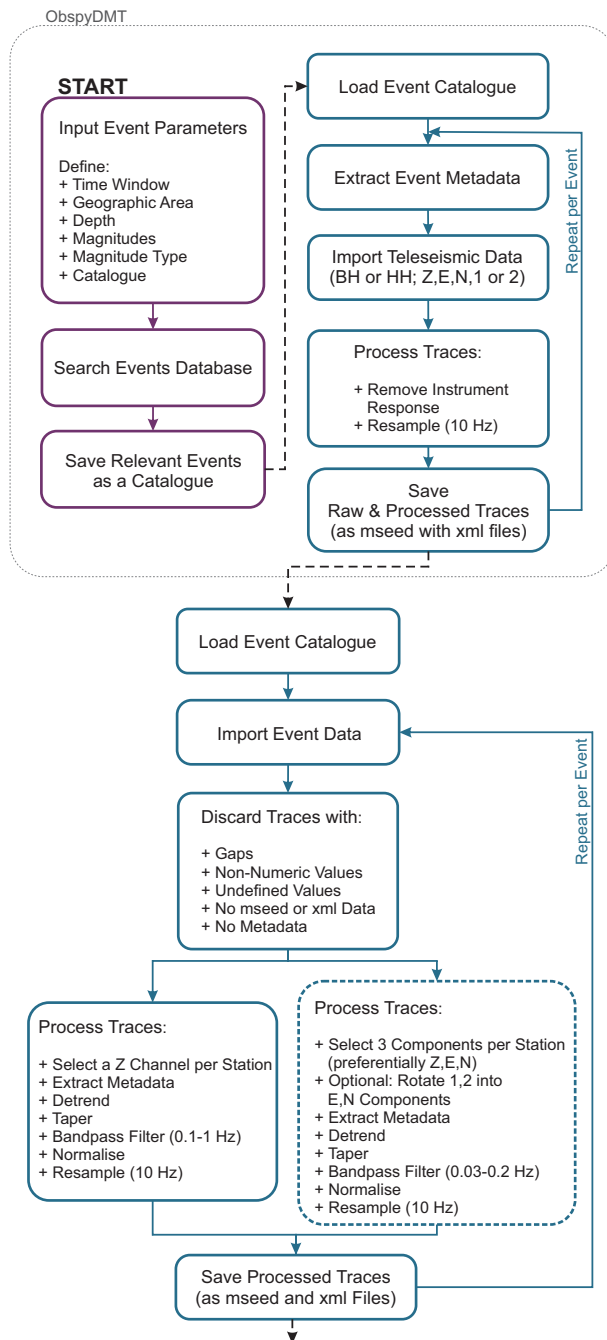 ObspyDMT
START
Input Event Parameters
Define:
+ Time Window
+ Geographic Area
+ Depth
+ Magnitudes
+ Magnitude Type
+ Catalogue
Search Events Database
Save Relevant Events
as a Catalogue
Load Event Catalogue
Extract Event Metadata
Import Teleseismic Data
(BH or HH; Z,E,N,1 or 2)
Process Traces:
+ Remove Instrument
Response
+ Resample (10 Hz)
Save
Raw & Processed Traces
(as mseed with xml files)
Repeat per Event
Load Event Catalogue
Import Event Data
Discard Traces with:
+ Gaps
+ Non-Numeric Values
+ Undefined Values
+ No mseed or xml Data
+ No Metadata
Repeat per Event
Process Traces:
+ Select a Z Channel per Station
+ Extract Metadata
+ Detrend
+ Taper
+ Bandpass Filter (0.1-1 Hz)
+ Normalise
+ Resample (10 Hz)
Process Traces:
+ Select 3 Components per Station
(preferentially Z,E,N)
+ Optional: Rotate 1,2 into
E,N Components
+ Extract Metadata
+ Detrend
+ Taper
+ Bandpass Filter (0.03-0.2 Hz)
+ Normalise
+ Resample (10 Hz)
Save Processed Traces
(as mseed and xml Files)